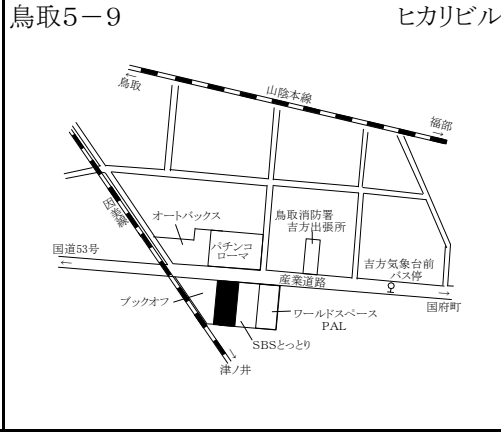 鳥取5－9
ヒカリビル
←
鳥取
山陰本線
→
福部
因美線
オートバックス
パチンコ
ローマ
鳥取消防署
吉方出張所
国道53号
←
産業道路
吉方気象台前
バス停
→
国府町
ブックオフ
ワールドスペース
PAL
SBSとっとり
津ノ井